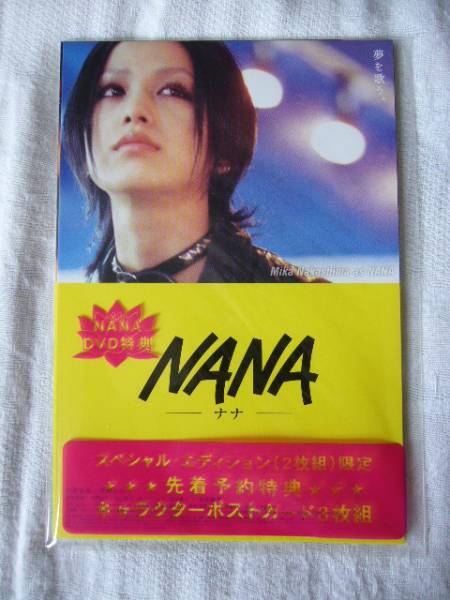 夢を歌う。
Mika Nakashima as NANA
NANA
DVD特典
NANA
ナナ
スペシャル・エディション(2枚組)限定
★★★先着予約特典★★★
キャラクターポストカード3枚組